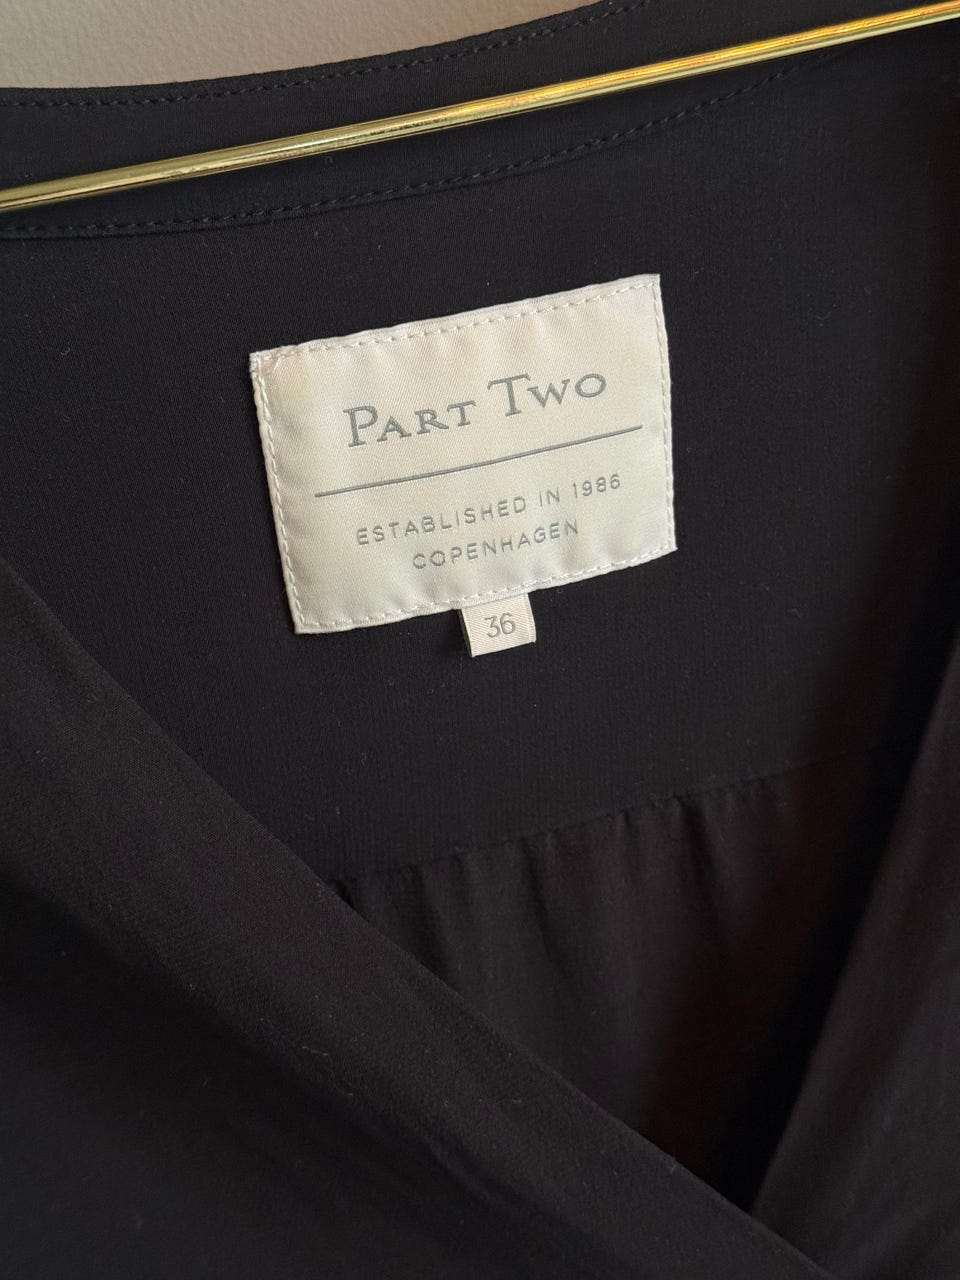 PART TWO
ESTABLISHED IN 1986
COPENHAGEN
36